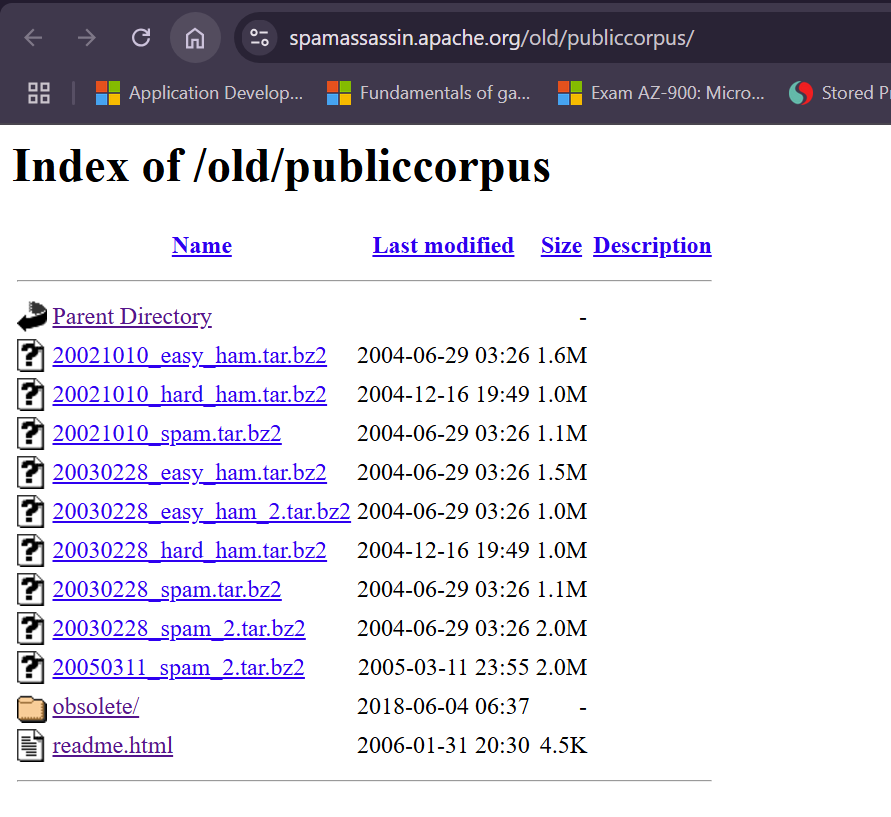 spamassassin.apache.org/old/publiccorpus/
Application Develop... Fundamentals of ga... Exam AZ-900: Micro... Stored Pr
Index of /old/publiccorpus
Name Last modified Size Description
Parent Directory -
20021010_easy_ham.tar.bz2 2004-06-29 03:26 1.6M
20021010_hard_ham.tar.bz2 2004-12-16 19:49 1.0M
20021010_spam.tar.bz2 2004-06-29 03:26 1.1M
20030228_easy_ham.tar.bz2 2004-06-29 03:26 1.5M
20030228_easy_ham_2.tar.bz2 2004-06-29 03:26 1.0M
20030228_hard_ham.tar.bz2 2004-12-16 19:49 1.0M
20030228_spam.tar.bz2 2004-06-29 03:26 1.1M
20030228_spam_2.tar.bz2 2004-06-29 03:26 2.0M
20050311_spam_2.tar.bz2 2005-03-11 23:55 2.0M
obsolete/ 2018-06-04 06:37 -
readme.html 2006-01-31 20:30 4.5K